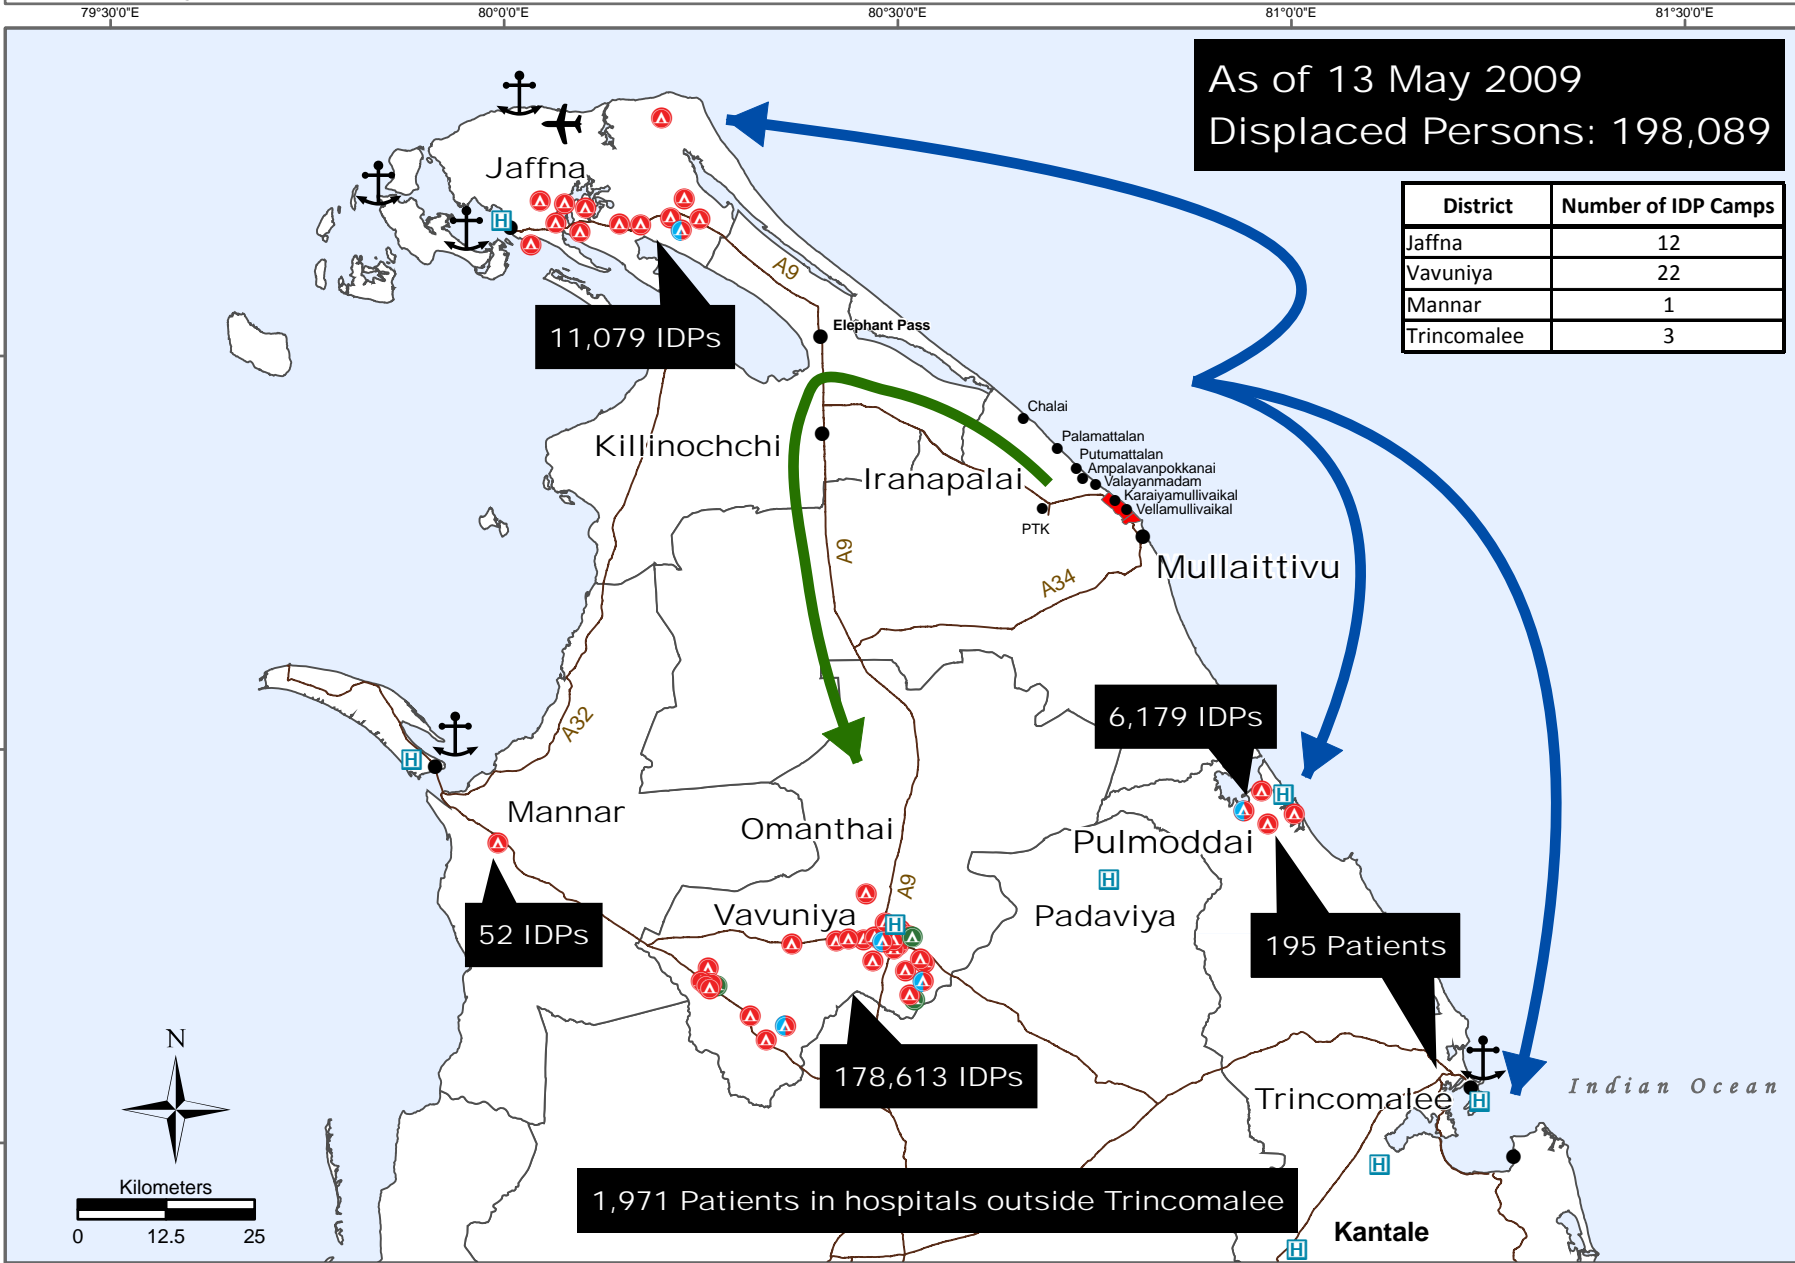 79°30'0"E
80°0'0"E
80°30'0"E
81°0'0"E
81°30'0"E
As of 13 May 2009
Displaced Persons: 198,089
District Number of IDP Camps
Jaffna 12
Vavuniya 22
Mannar 1
Trincomalee 3
Jaffna
H
A9
11,079 IDPs
Elephant Pass
Chalai
Killinochchi
Palamattalan
Putumattalan
Ampalavanpokkanai
Iranapalai
Valayanmadam
Karaiyamullivaikal
Vellamullivaikal
PTK
A9
Mullaittivu
A34
6,179 IDPs
A32
H
H
Mannar
Omanthai
Pulmoddai
H
A9
Vavuniya
H
Padaviya
52 IDPs
195 Patients
N
178,613 IDPs
Indian Ocean
Trincomalee
H
H
Kilometers
0 12.5 25
1,971 Patients in hospitals outside Trincomalee
Kantale
H